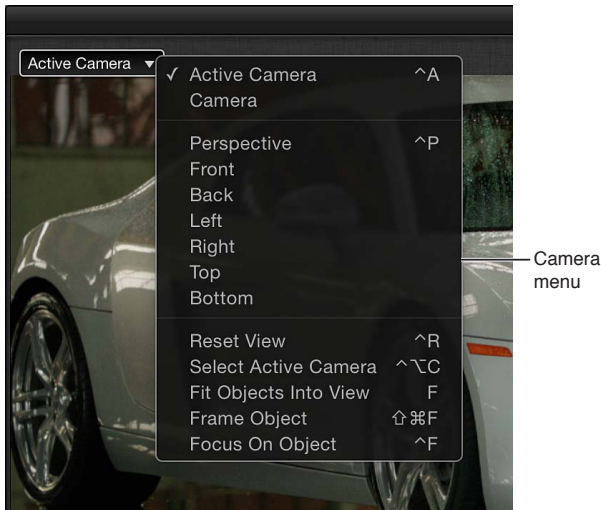 Active Camera ▼
✓ Active Camera ^A
Camera
Perspective ^P
Front
Back
Left
Right
Top
Bottom
Reset View ^R
Select Active Camera ^⌥C
Fit Objects Into View F
Frame Object ⇧⌘F
Focus On Object ^F
Camera
menu